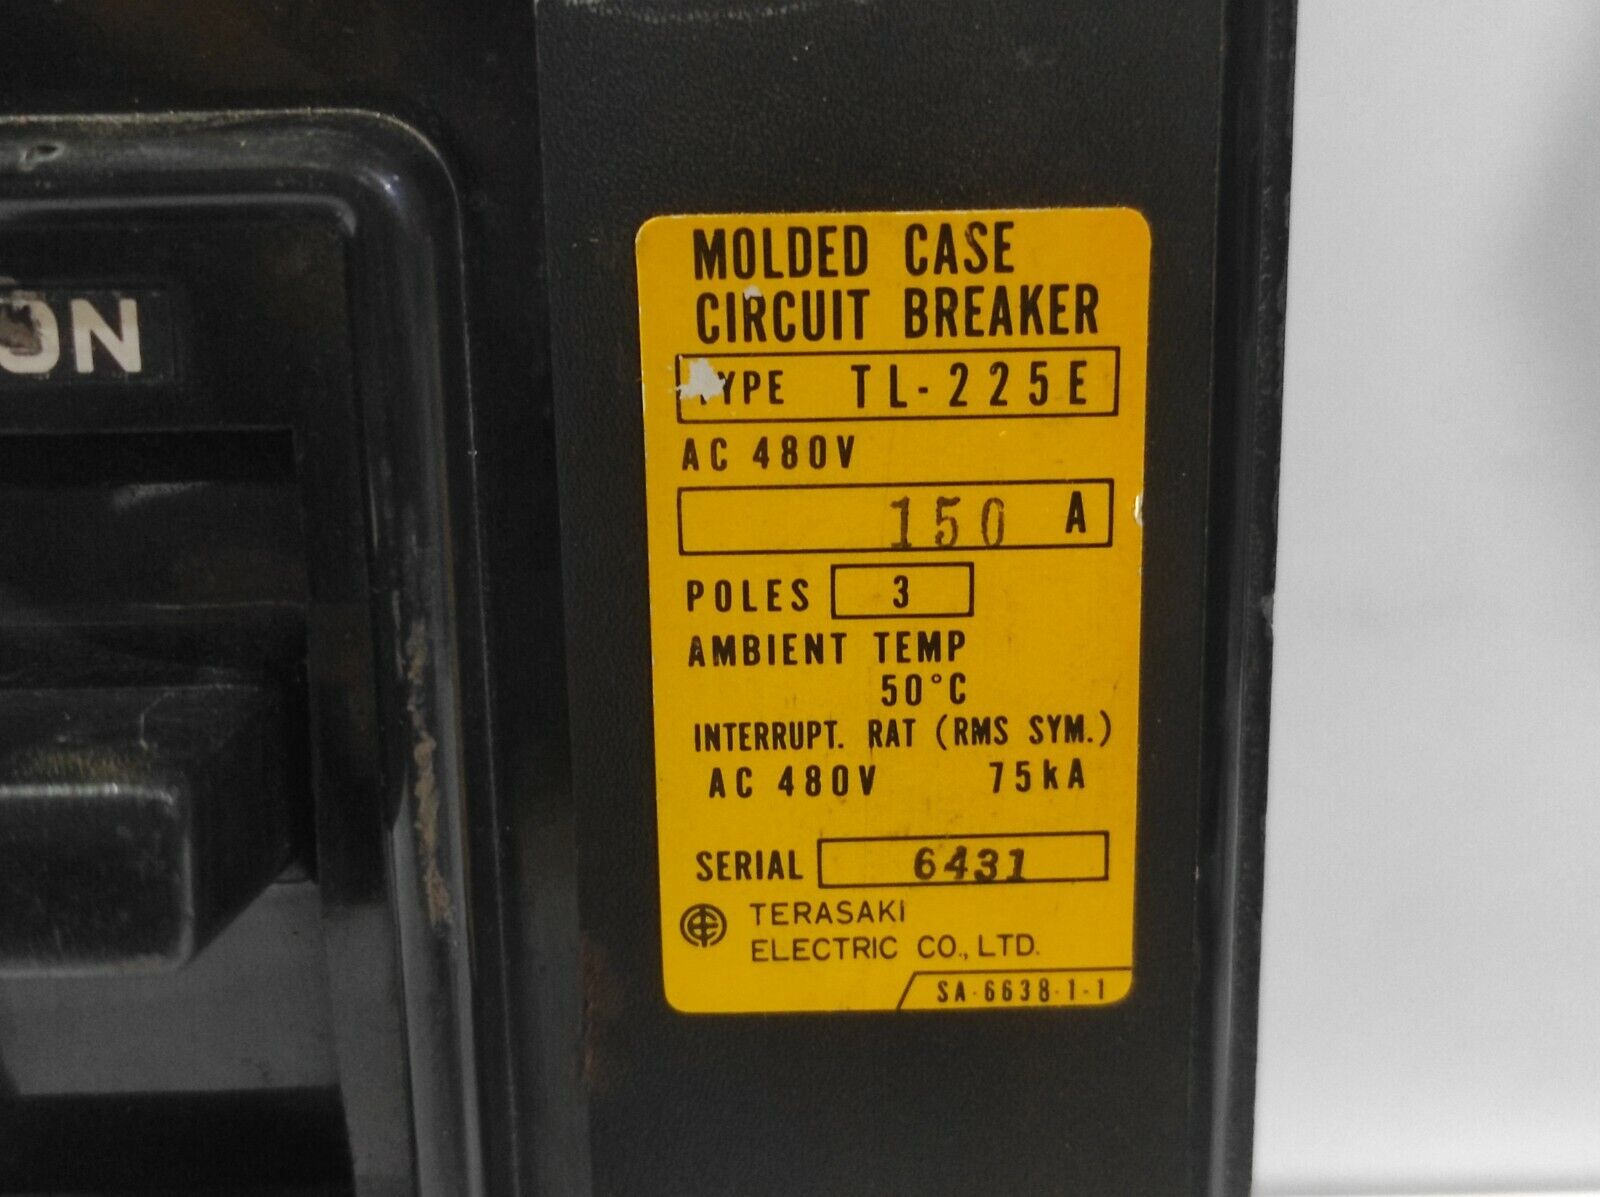 ON
MOLDED CASE
CIRCUIT BREAKER
TYPE TL-225E
AC 480V
150 A
POLES 3
AMBIENT TEMP
50°C
INTERRUPT. RAT (RMS SYM.)
AC 480V 75kA
SERIAL 6431
TERASAKI
ELECTRIC CO., LTD.
SA-6638-1-1